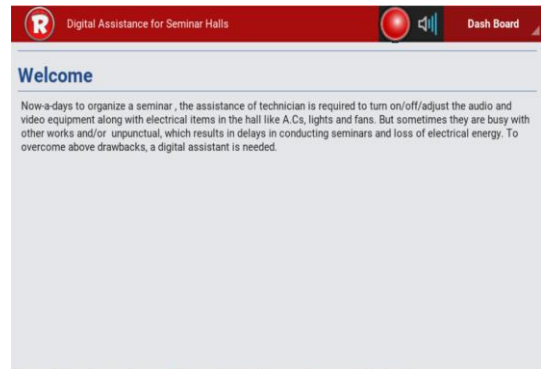 R Digital Assistance for Seminar Halls Dash Board
Welcome
Now-a-days to organize a seminar , the assistance of technician is required to turn on/off/adjust the audio and
video equipment along with electrical items in the hall like A.Cs, lights and fans. But sometimes they are busy with
other works and/or unpunctual, which results in delays in conducting seminars and loss of electrical energy. To
overcome above drawbacks, a digital assistant is needed.